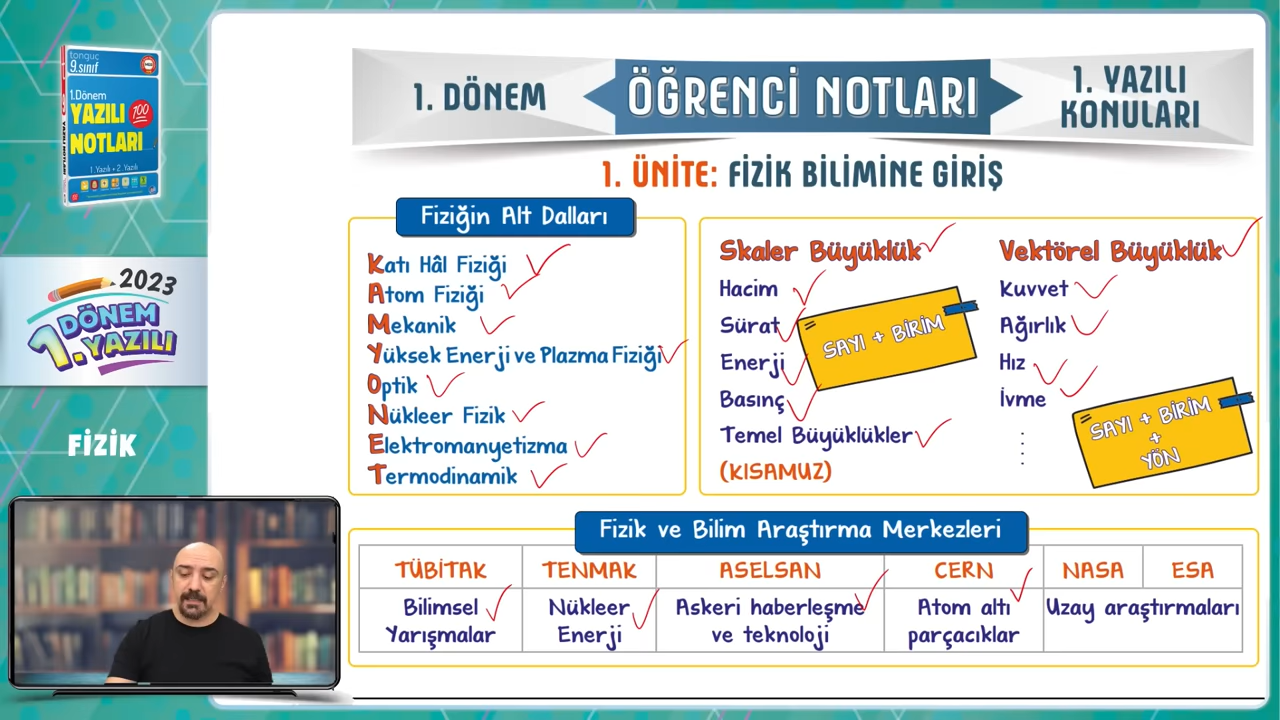 tonguç
9.sınıf
1.Dönem
YAZILI
100
NOTLARI
1.Yazılı • 2.Yazılı
YAZILI NOTLARI
2023
1.DÖNEM
YAZILI
FİZİK
1. DÖNEM
ÖĞRENCİ NOTLARI
1. YAZILI
KONULARI
1. ÜNİTE: FİZİK BİLİMİNE GİRİŞ
Fiziğin Alt Dalları
Katı Hâl Fiziği
Atom Fiziği
Mekanik
Yüksek Enerji ve Plazma Fiziği
Optik
Nükleer Fizik
Elektromanyetizma
Termodinamik
Skaler Büyüklük
Hacim
Sürat
Enerji
Basınç
Temel Büyüklükler
(KISAMUZ)
SAYI + BİRİM
Vektörel Büyüklük
Kuvvet
Ağırlık
Hız
İvme
SAYI + BİRİM
+
YÖN
Fizik ve Bilim Araştırma Merkezleri
TÜBİTAK TENMAK ASELSAN CERN NASA ESA
Bilimsel Nükleer Askeri haberleşme Atom altı Uzay araştırmaları
Yarışmalar Enerji ve teknoloji parçacıklar